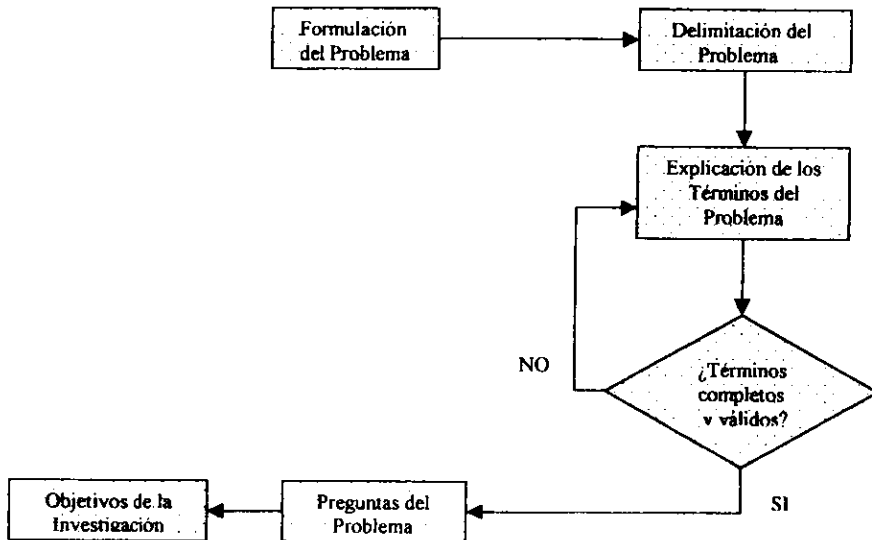 Formulación
del Problema
Delimitación del
Problema
Explicación de los
Términos del
Problema
NO
¿Términos
completos
y válidos?
SI
Preguntas del
Problema
Objetivos de la
Investigación